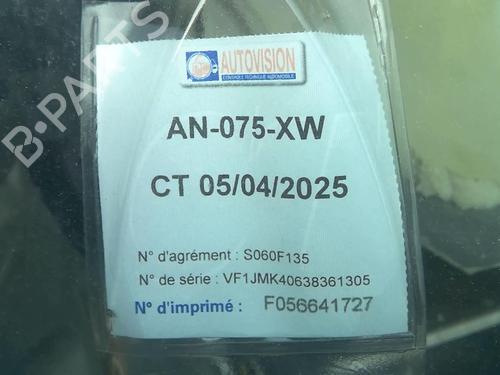 AUTOVISION
CONTRÔLE TECHNIQUE AUTOMOBILE
AN-075-XW
CT 05/04/2025
N° d'agrément : S060F135
N° de série : VF1JMK40638361305
N° d'imprimé : F056641727
B-PARTS